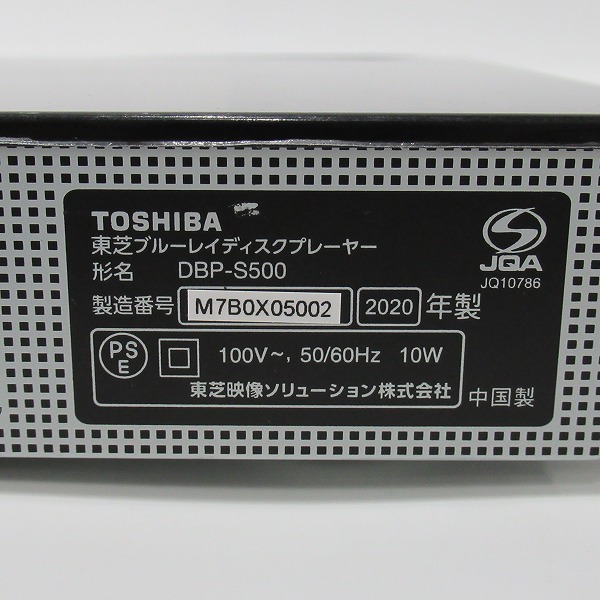 TOSHIBA
東芝ブルーレイディスクプレーヤー
形名 DBP-S500
製造番号 M7B0X05002 2020 年製
JQA
JQ10786
PS
E
100V~, 50/60Hz 10W
東芝映像ソリューション株式会社
中国製